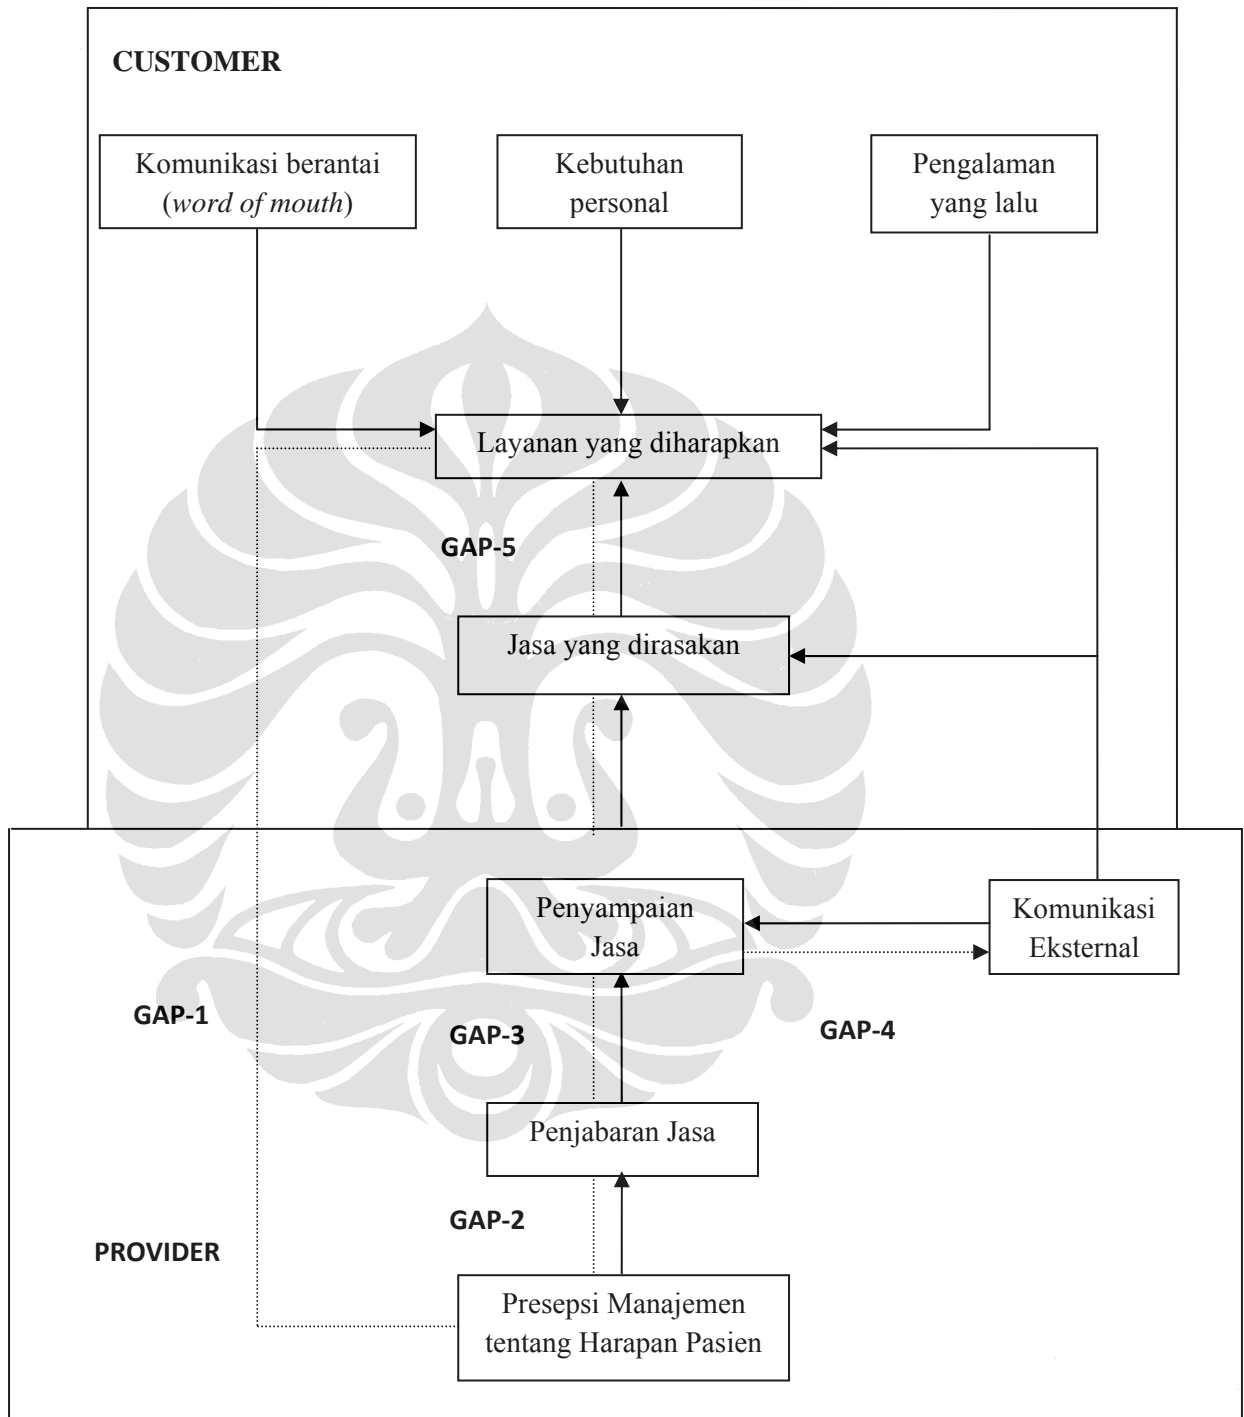 CUSTOMER
Komunikasi berantai
(word of mouth)
Kebutuhan
personal
Pengalaman
yang lalu
Layanan yang diharapkan
GAP-5
Jasa yang dirasakan
Penyampaian
Jasa
Komunikasi
Eksternal
GAP-1
GAP-3
GAP-4
Penjabaran Jasa
GAP-2
PROVIDER
Presepsi Manajemen
tentang Harapan Pasien